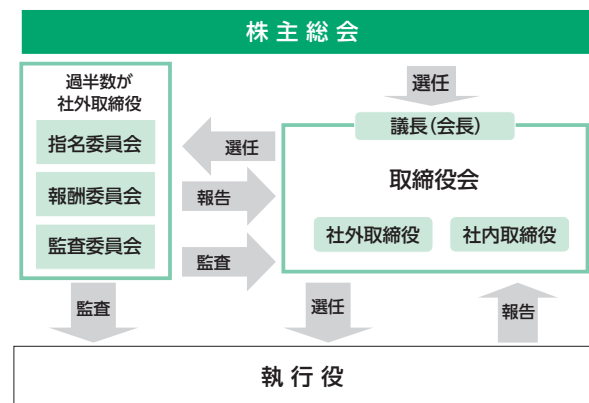 株主総会
過半数が
社外取締役
指名委員会
報酬委員会
監査委員会
選任
報告
監査
選任
議長（会長）
取締役会
社外取締役
社内取締役
監査
選任
報告
執行役